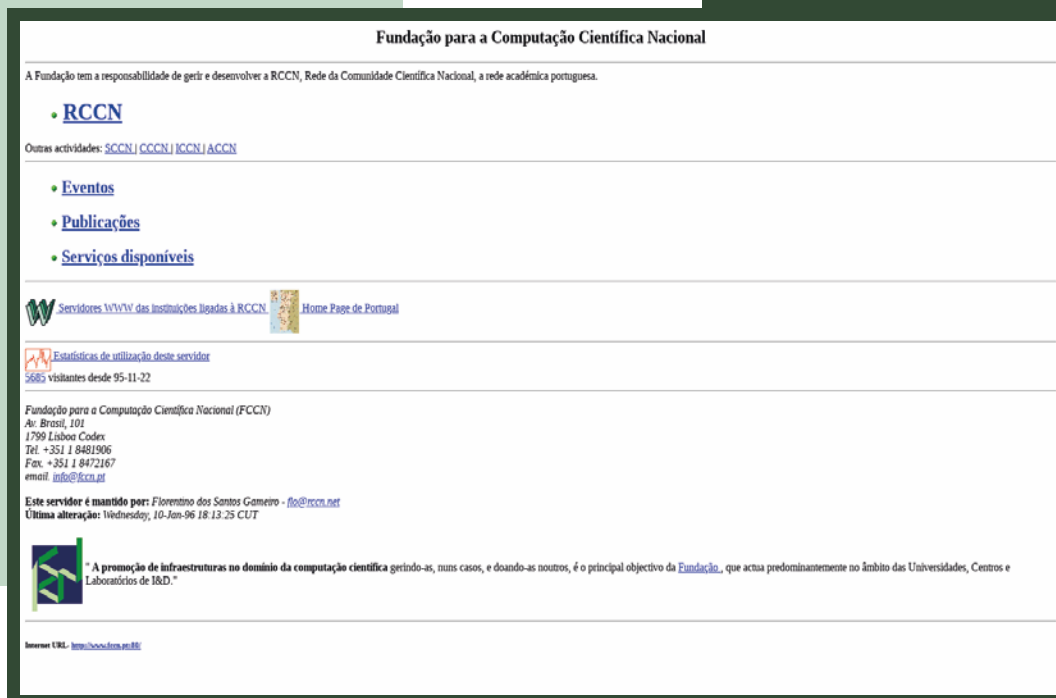 Fundação para a Computação Científica Nacional
A Fundação tem a responsabilidade de gerir e desenvolver a RCCN, Rede da Comunidade Científica Nacional, a rede académica portuguesa.
RCCN
Outras actividades: SCCN | CCCN | ICCN | ACCN
Eventos
Publicações
Serviços disponíveis
W Servidores WWW das instituições ligadas à RCCN Home Page de Portugal
Estatísticas de utilização deste servidor
5685 visitantes desde 95-11-22
Fundação para a Computação Científica Nacional (FCCN)
Av. Brasil, 101
1799 Lisboa Codex
Tel. +351 1 8481906
Fax. +351 1 8472167
email. info@fccn.pt
Este servidor é mantido por: Florentino dos Santos Gameiro - flo@rccn.net
Última alteração: Wednesday, 10-Jan-96 18:13:25 CUT
" A promoção de infraestruturas no domínio da computação científica gerindo-as, nuns casos, e doando-as noutros, é o principal objectivo da Fundação , que actua predominantemente no âmbito das Universidades, Centros e
Laboratórios de I&D."
Internet URL- http://www.fccn.pt:80/